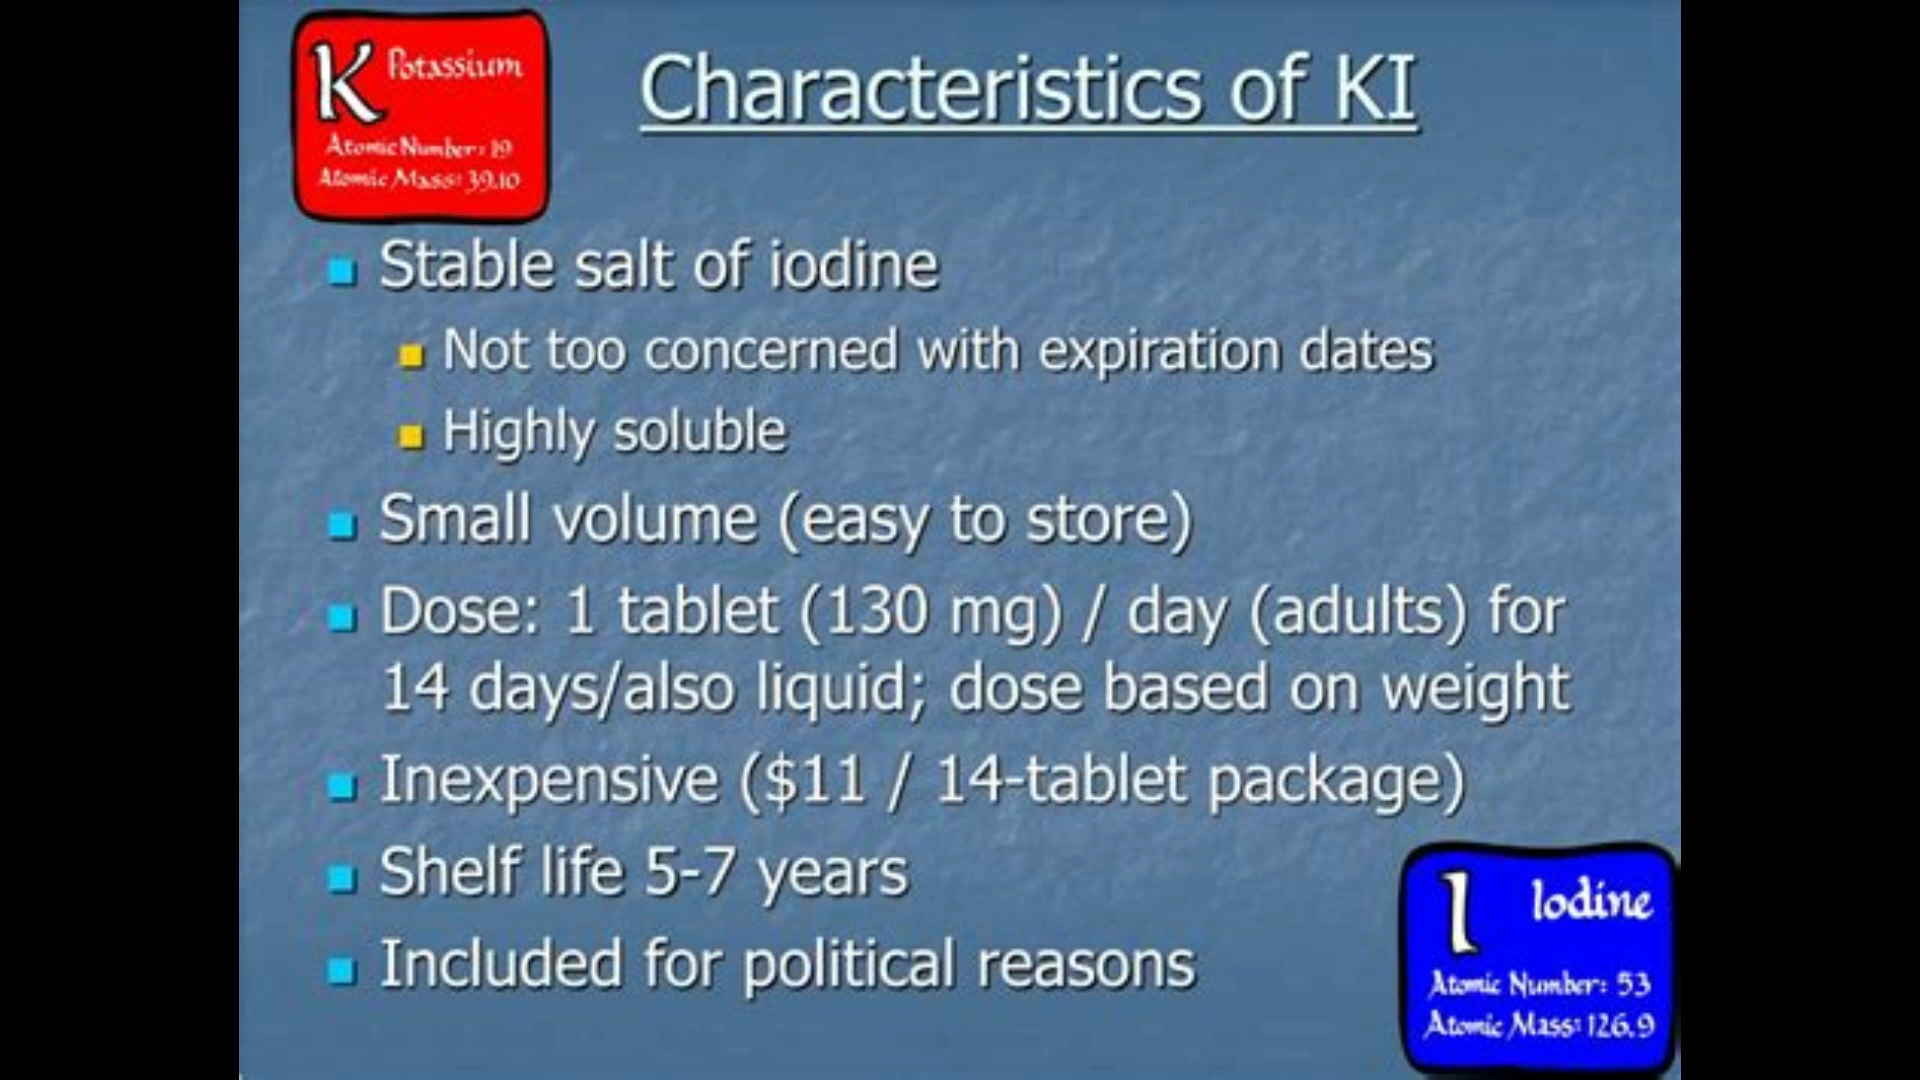 K Potassium
Atomic Number: 19
Atomic Mass: 39.10
Characteristics of KI
Stable salt of iodine
Not too concerned with expiration dates
Highly soluble
Small volume (easy to store)
Dose: 1 tablet (130 mg) / day (adults) for
14 days/also liquid; dose based on weight
Inexpensive ($11 / 14-tablet package)
Shelf life 5-7 years
Included for political reasons
I Iodine
Atomic Number: 53
Atomic Mass: 126.9